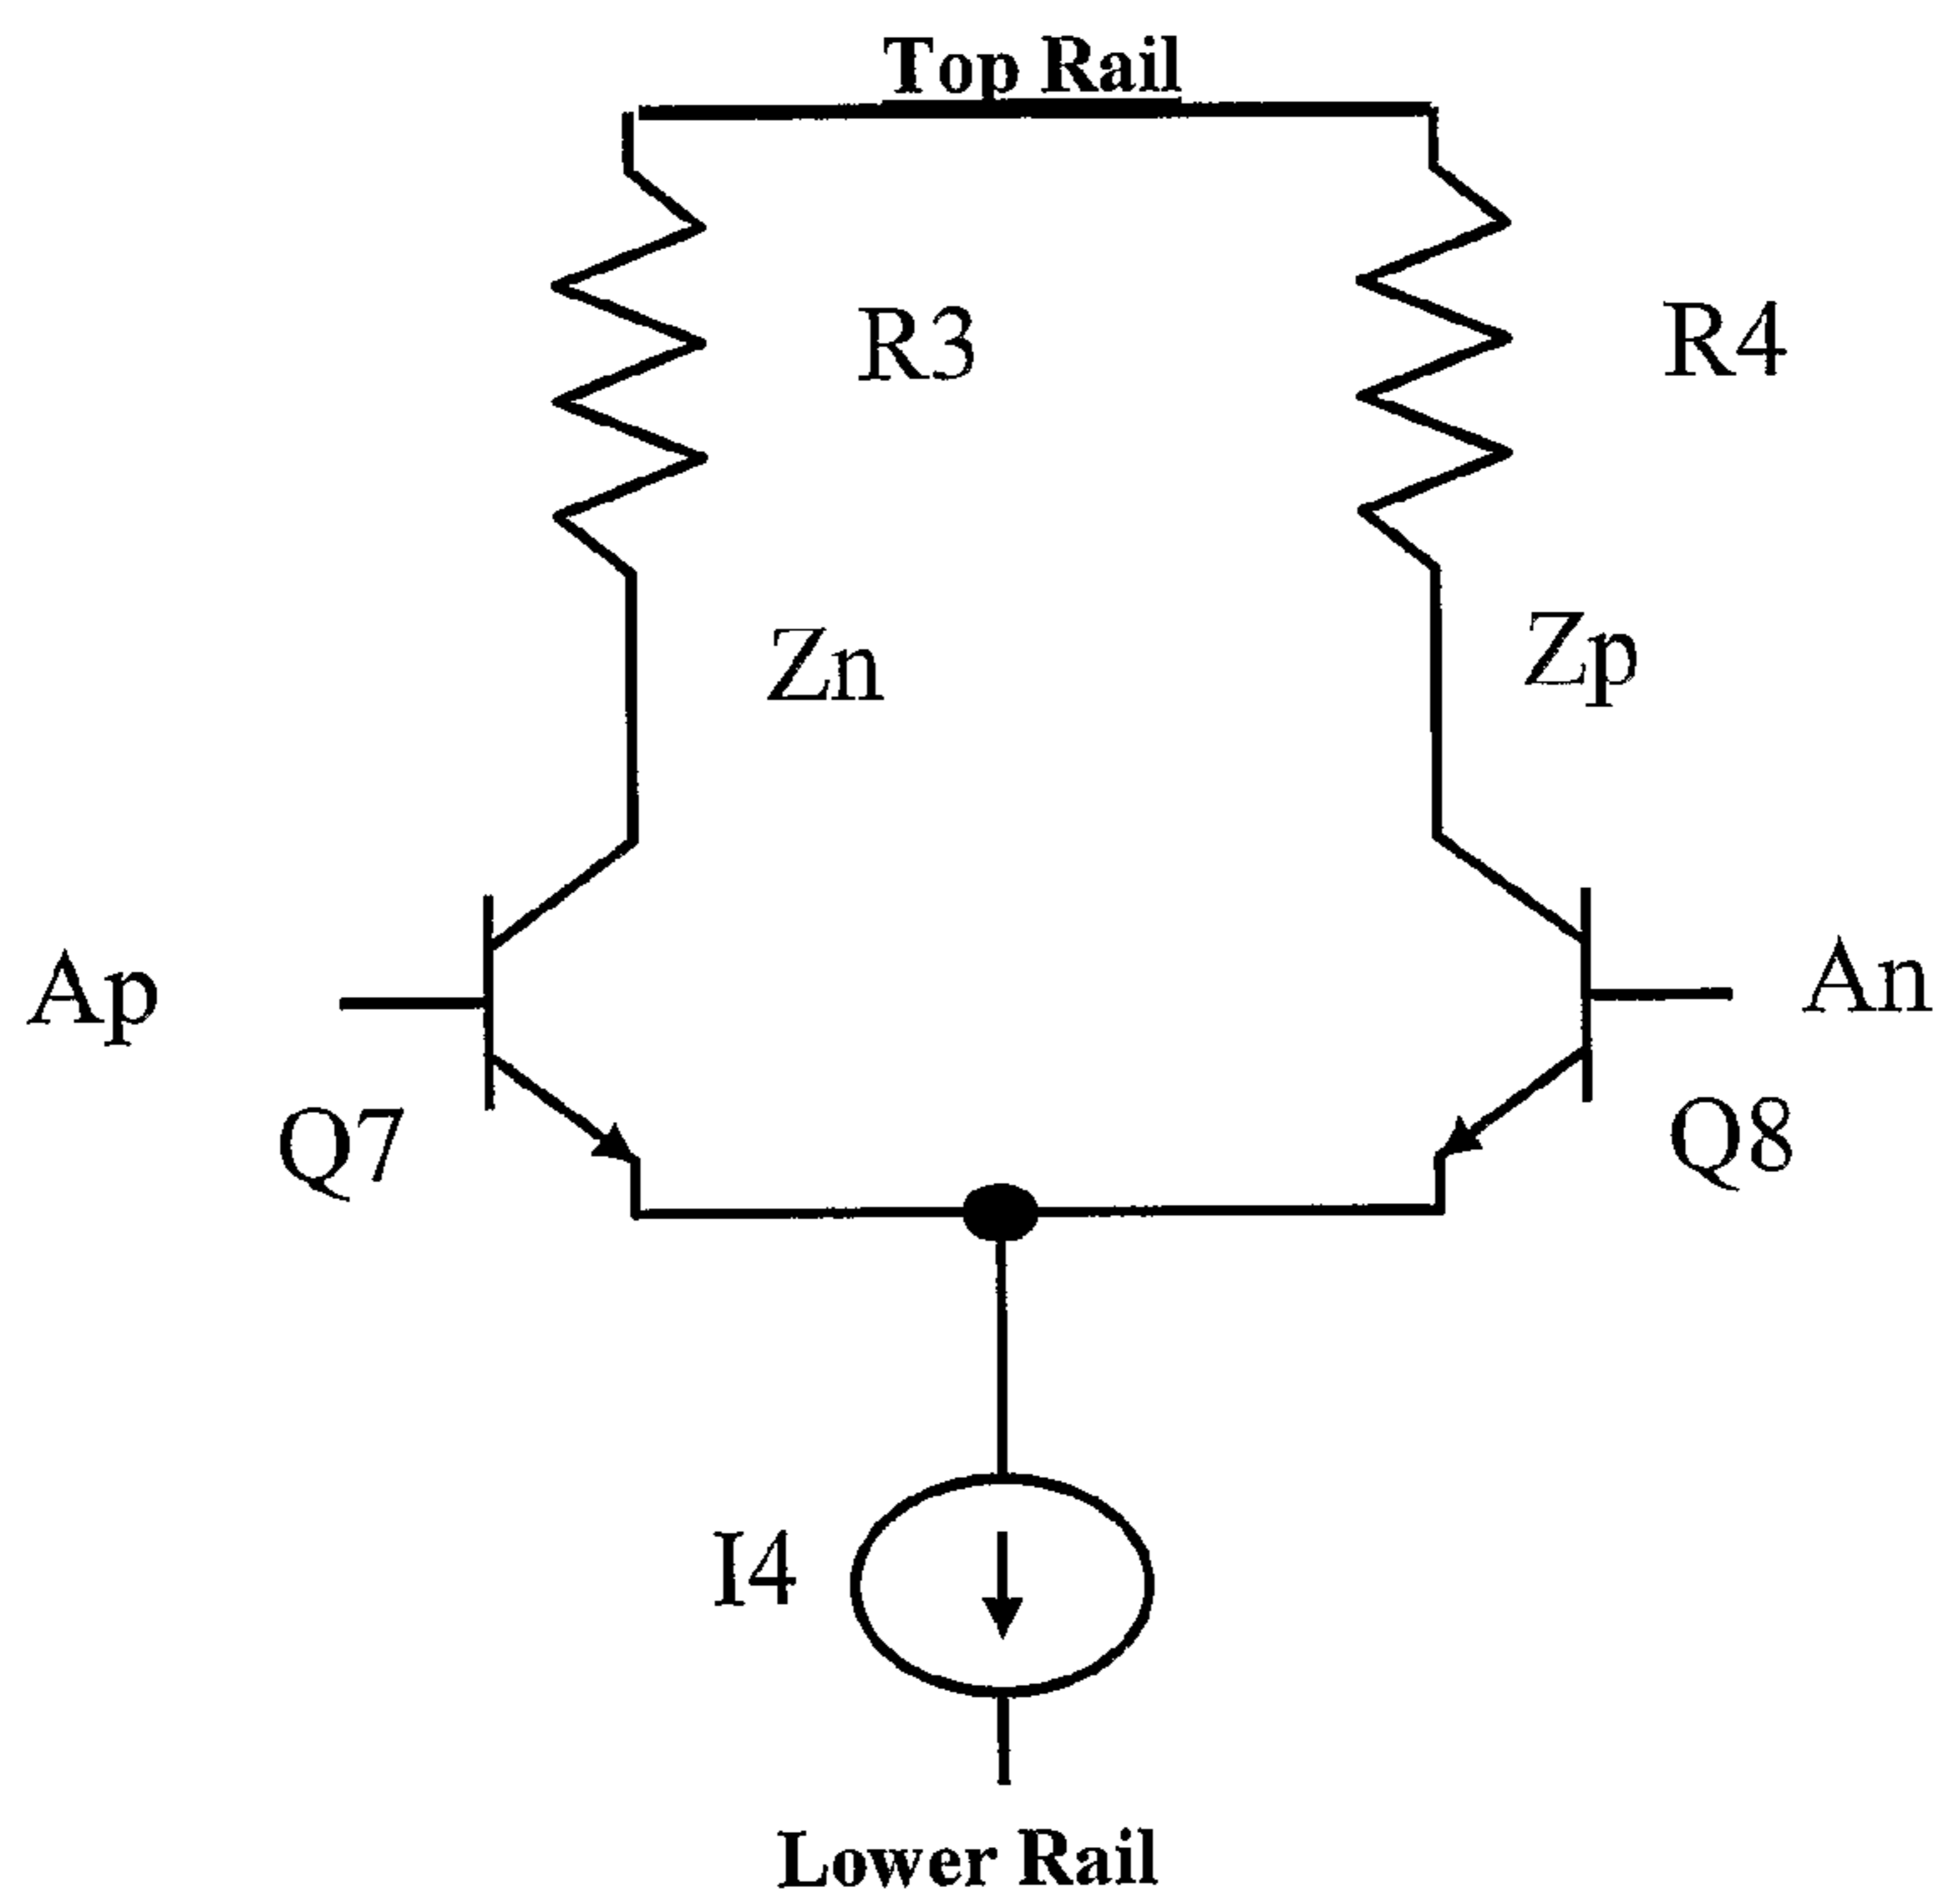 Top Rail
R3
R4
Zn
Zp
Ap
An
Q7
Q8
I4
Lower Rail